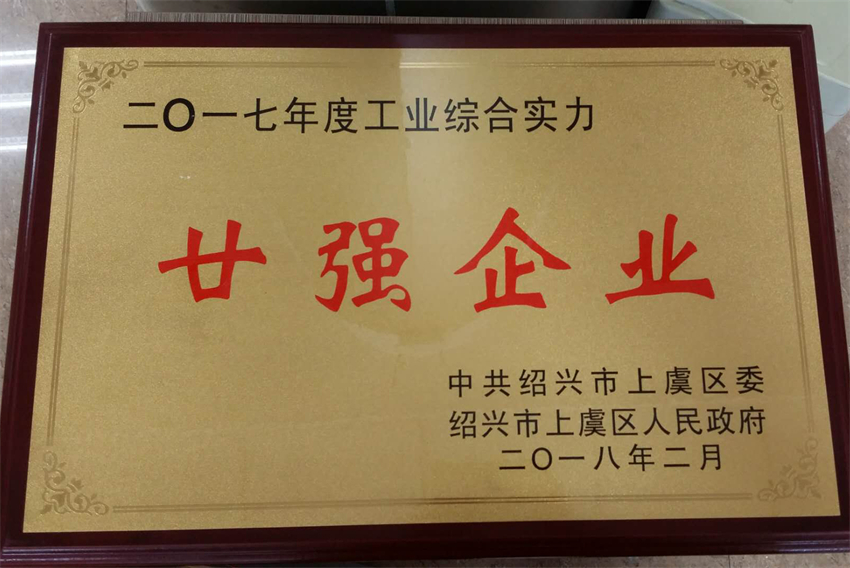 二〇一七年度工业综合实力
廿强企业
中共绍兴市上虞区委
绍兴市上虞区人民政府
二〇一八年二月